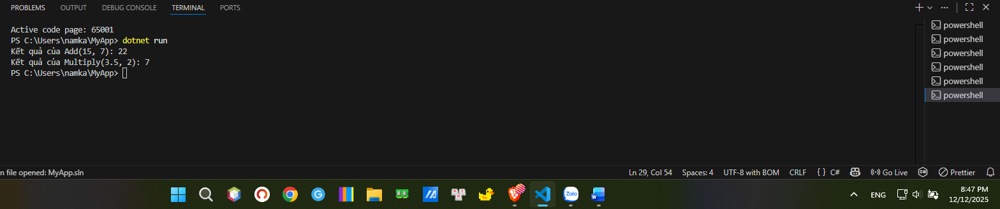 PROBLEMS OUTPUT DEBUG CONSOLE TERMINAL PORTS
Active code page: 65001
PS C:\Users\namka\MyApp> dotnet run
Kết quả của Add(15, 7): 22
Kết quả của Multiply(3.5, 2): 7
PS C:\Users\namka\MyApp>
powershell
powershell
powershell
powershell
powershell
powershell
n file opened: MyApp.sln Ln 29, Col 54 Spaces: 4 UTF-8 with BOM CRLF { } C# Go Live C# Prettier
Zalo W ENG 8:47 PM
12/12/2025